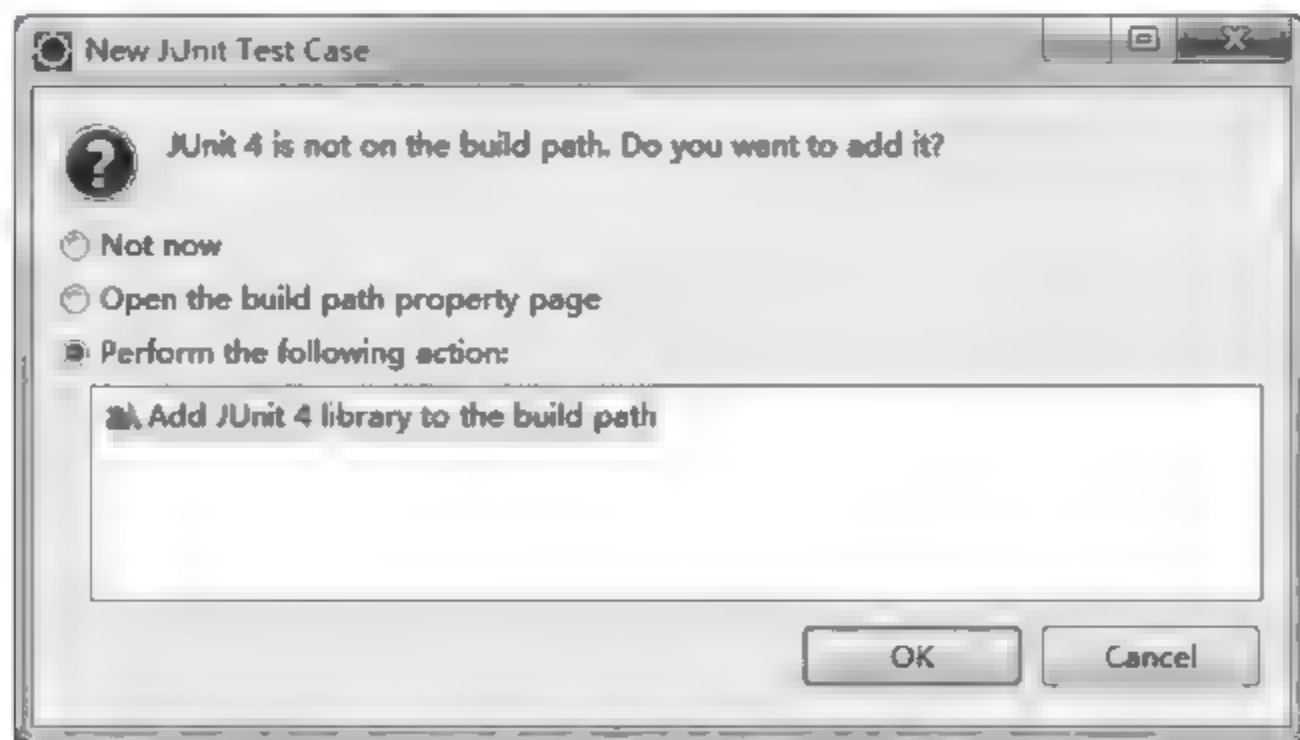 New JUnit Test Case
JUnit 4 is not on the build path. Do you want to add it?
Not now
Open the build path property page
Perform the following action:
Add JUnit 4 library to the build path
OK
Cancel